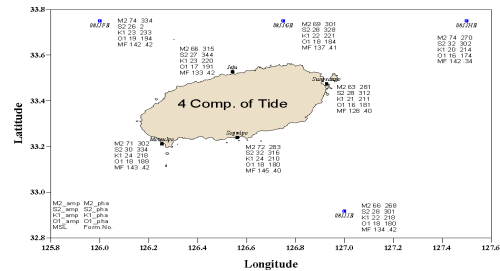 33.8
33.6
33.4
33.2
33.0
32.8
Latitude
M2 74 334
S2 26 2
K1 23 233
O1 19 194
MF 142 .42
M2 69 301
S2 28 328
K1 22 221
O1 18 184
MF 137 .41
M2 74 270
S2 32 302
K1 20 214
O1 16 174
MF 142 .34
M2 66 315
S2 27 344
K1 23 220
O1 17 191
MF 133 .42
Jeju
M2 63 281
S2 28 312
K1 21 211
O1 16 181
MF 128 .40
4 Comp. of Tide
M2 71 302
S2 30 334
K1 24 218
O1 18 188
MF 143 .42
M2 72 283
S2 32 316
K1 24 210
O1 18 180
MF 146 .40
M2 66 268
S2 28 301
K1 22 218
O1 18 180
MF 134 .42
M2_amp M2_pha
S2_amp S2_pha
K1_amp K1_pha
O1_amp O1_pha
MSL Form.No.
125.8 126.0 126.2 126.4 126.6 126.8 127.0 127.2 127.4 127.6
Longitude